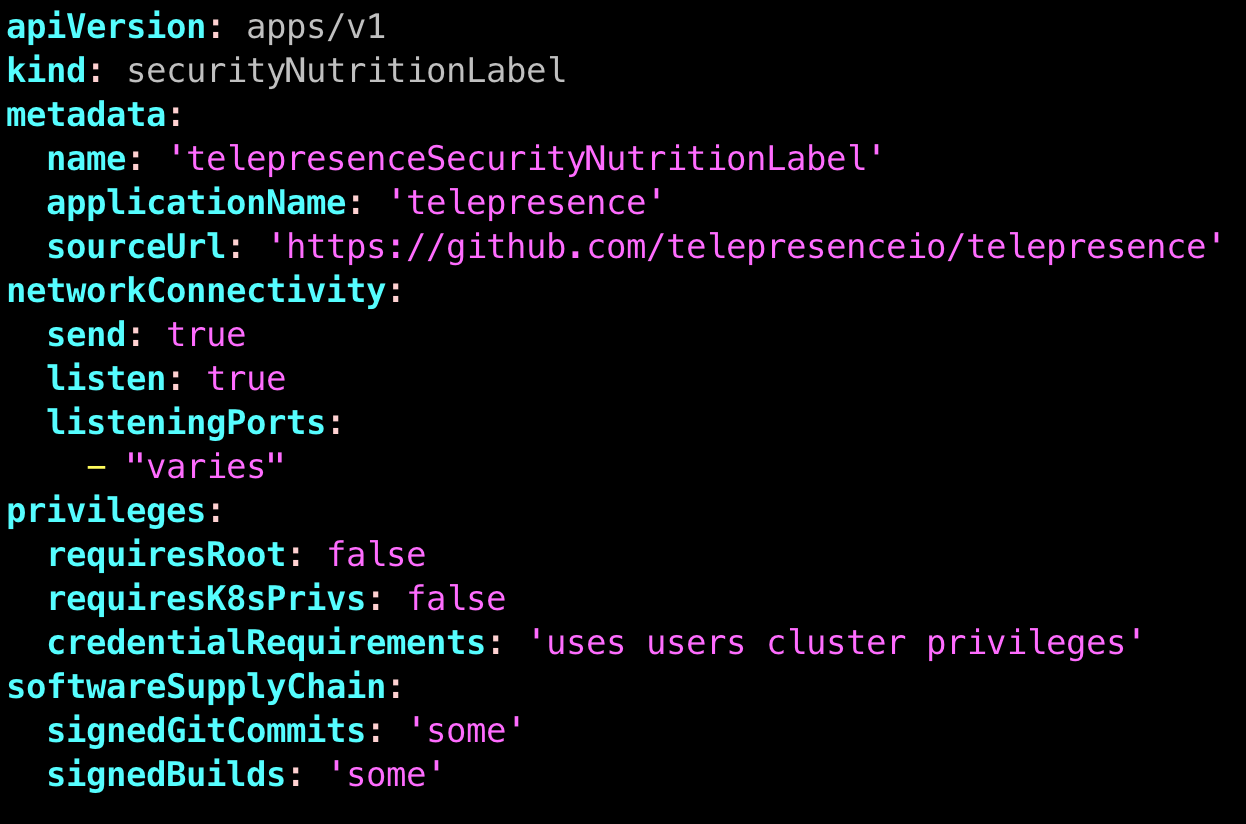 apiVersion: apps/v1
kind: securityNutritionLabel
metadata:
  name: 'telepresenceSecurityNutritionLabel'
  applicationName: 'telepresence'
  sourceUrl: 'https://github.com/telepresenceio/telepresence'
networkConnectivity:
  send: true
  listen: true
  listeningPorts:
    - "varies"
privileges:
  requiresRoot: false
  requiresK8sPrivs: false
  credentialRequirements: 'uses users cluster privileges'
softwareSupplyChain:
  signedGitCommits: 'some'
  signedBuilds: 'some'